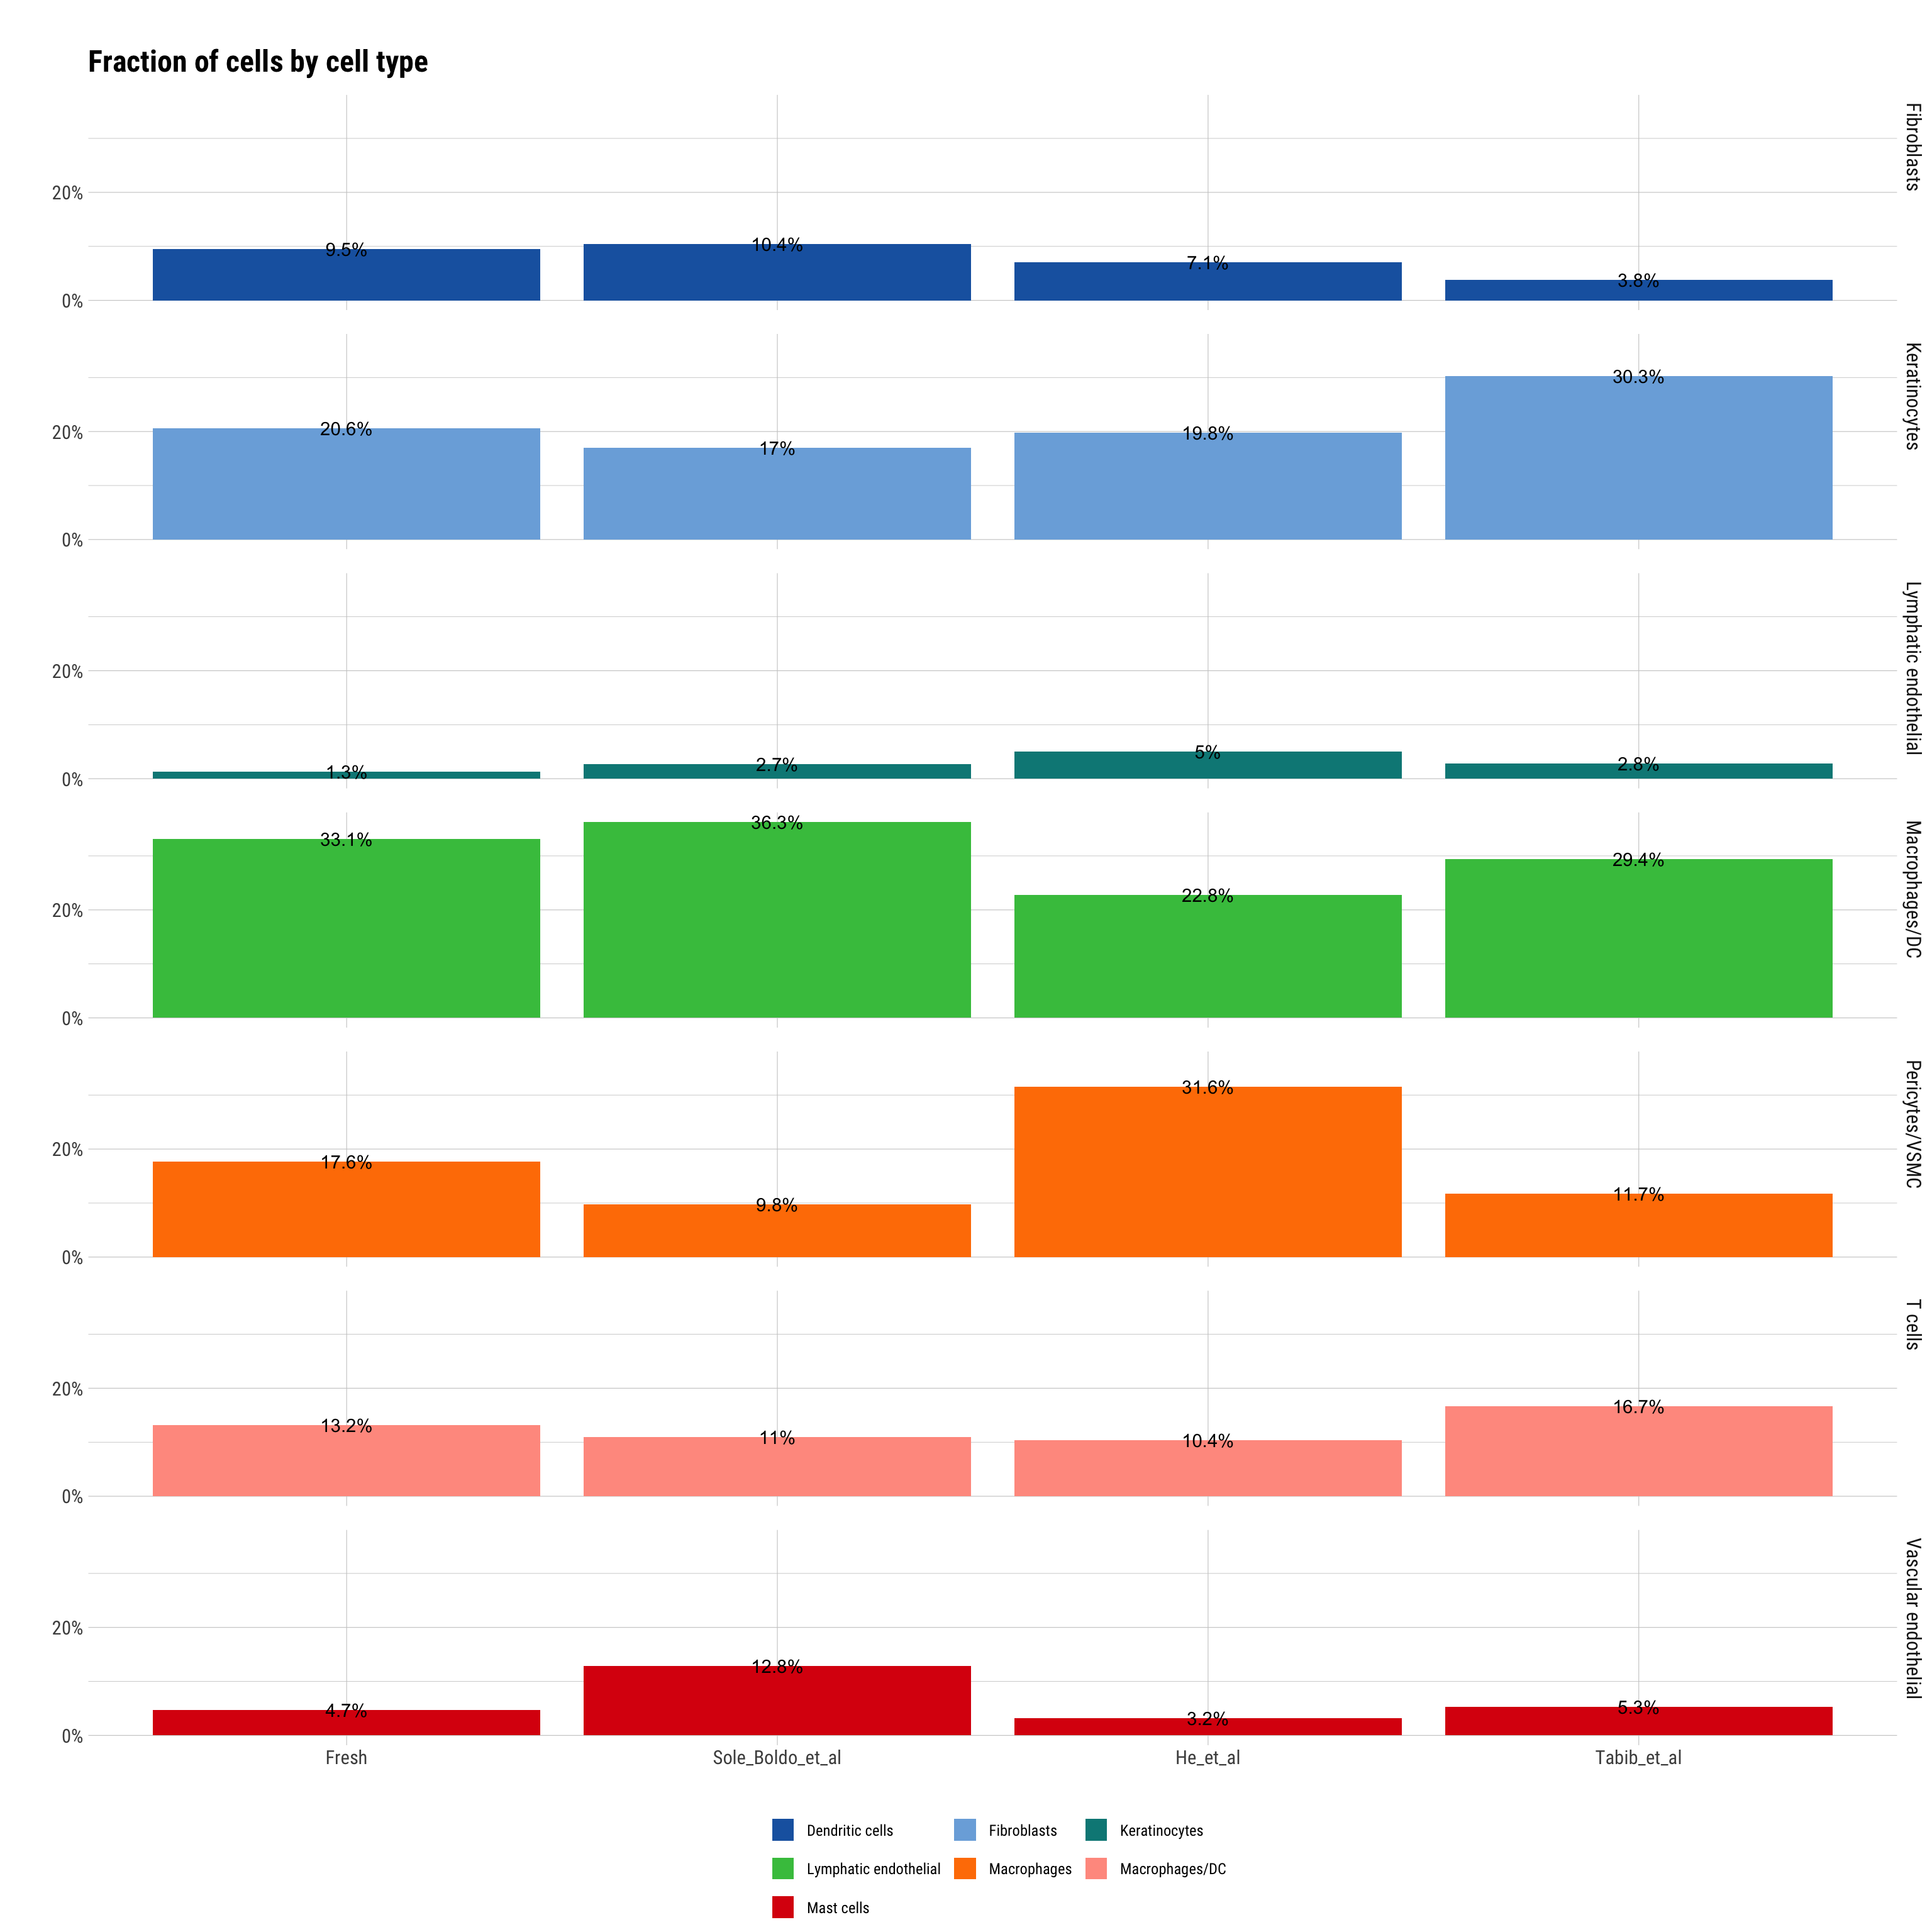 Fraction of cells by cell type
Fibroblasts
20%
0%
9.5%
10.4%
7.1%
3.8%
Keratinocytes
20%
0%
20.6%
17%
19.8%
30.3%
Lymphatic endothelial
20%
0%
1.3%
2.7%
5%
2.8%
Macrophages/DC
20%
0%
33.1%
36.3%
22.8%
29.4%
Pericytes/VSMC
20%
0%
17.6%
9.8%
31.6%
11.7%
T cells
20%
0%
13.2%
11%
10.4%
16.7%
Vascular endothelial
20%
0%
4.7%
12.8%
3.2%
5.3%
Fresh
Sole_Boldo_et_al
He_et_al
Tabib_et_al
Dendritic cells
Fibroblasts
Keratinocytes
Lymphatic endothelial
Macrophages
Macrophages/DC
Mast cells